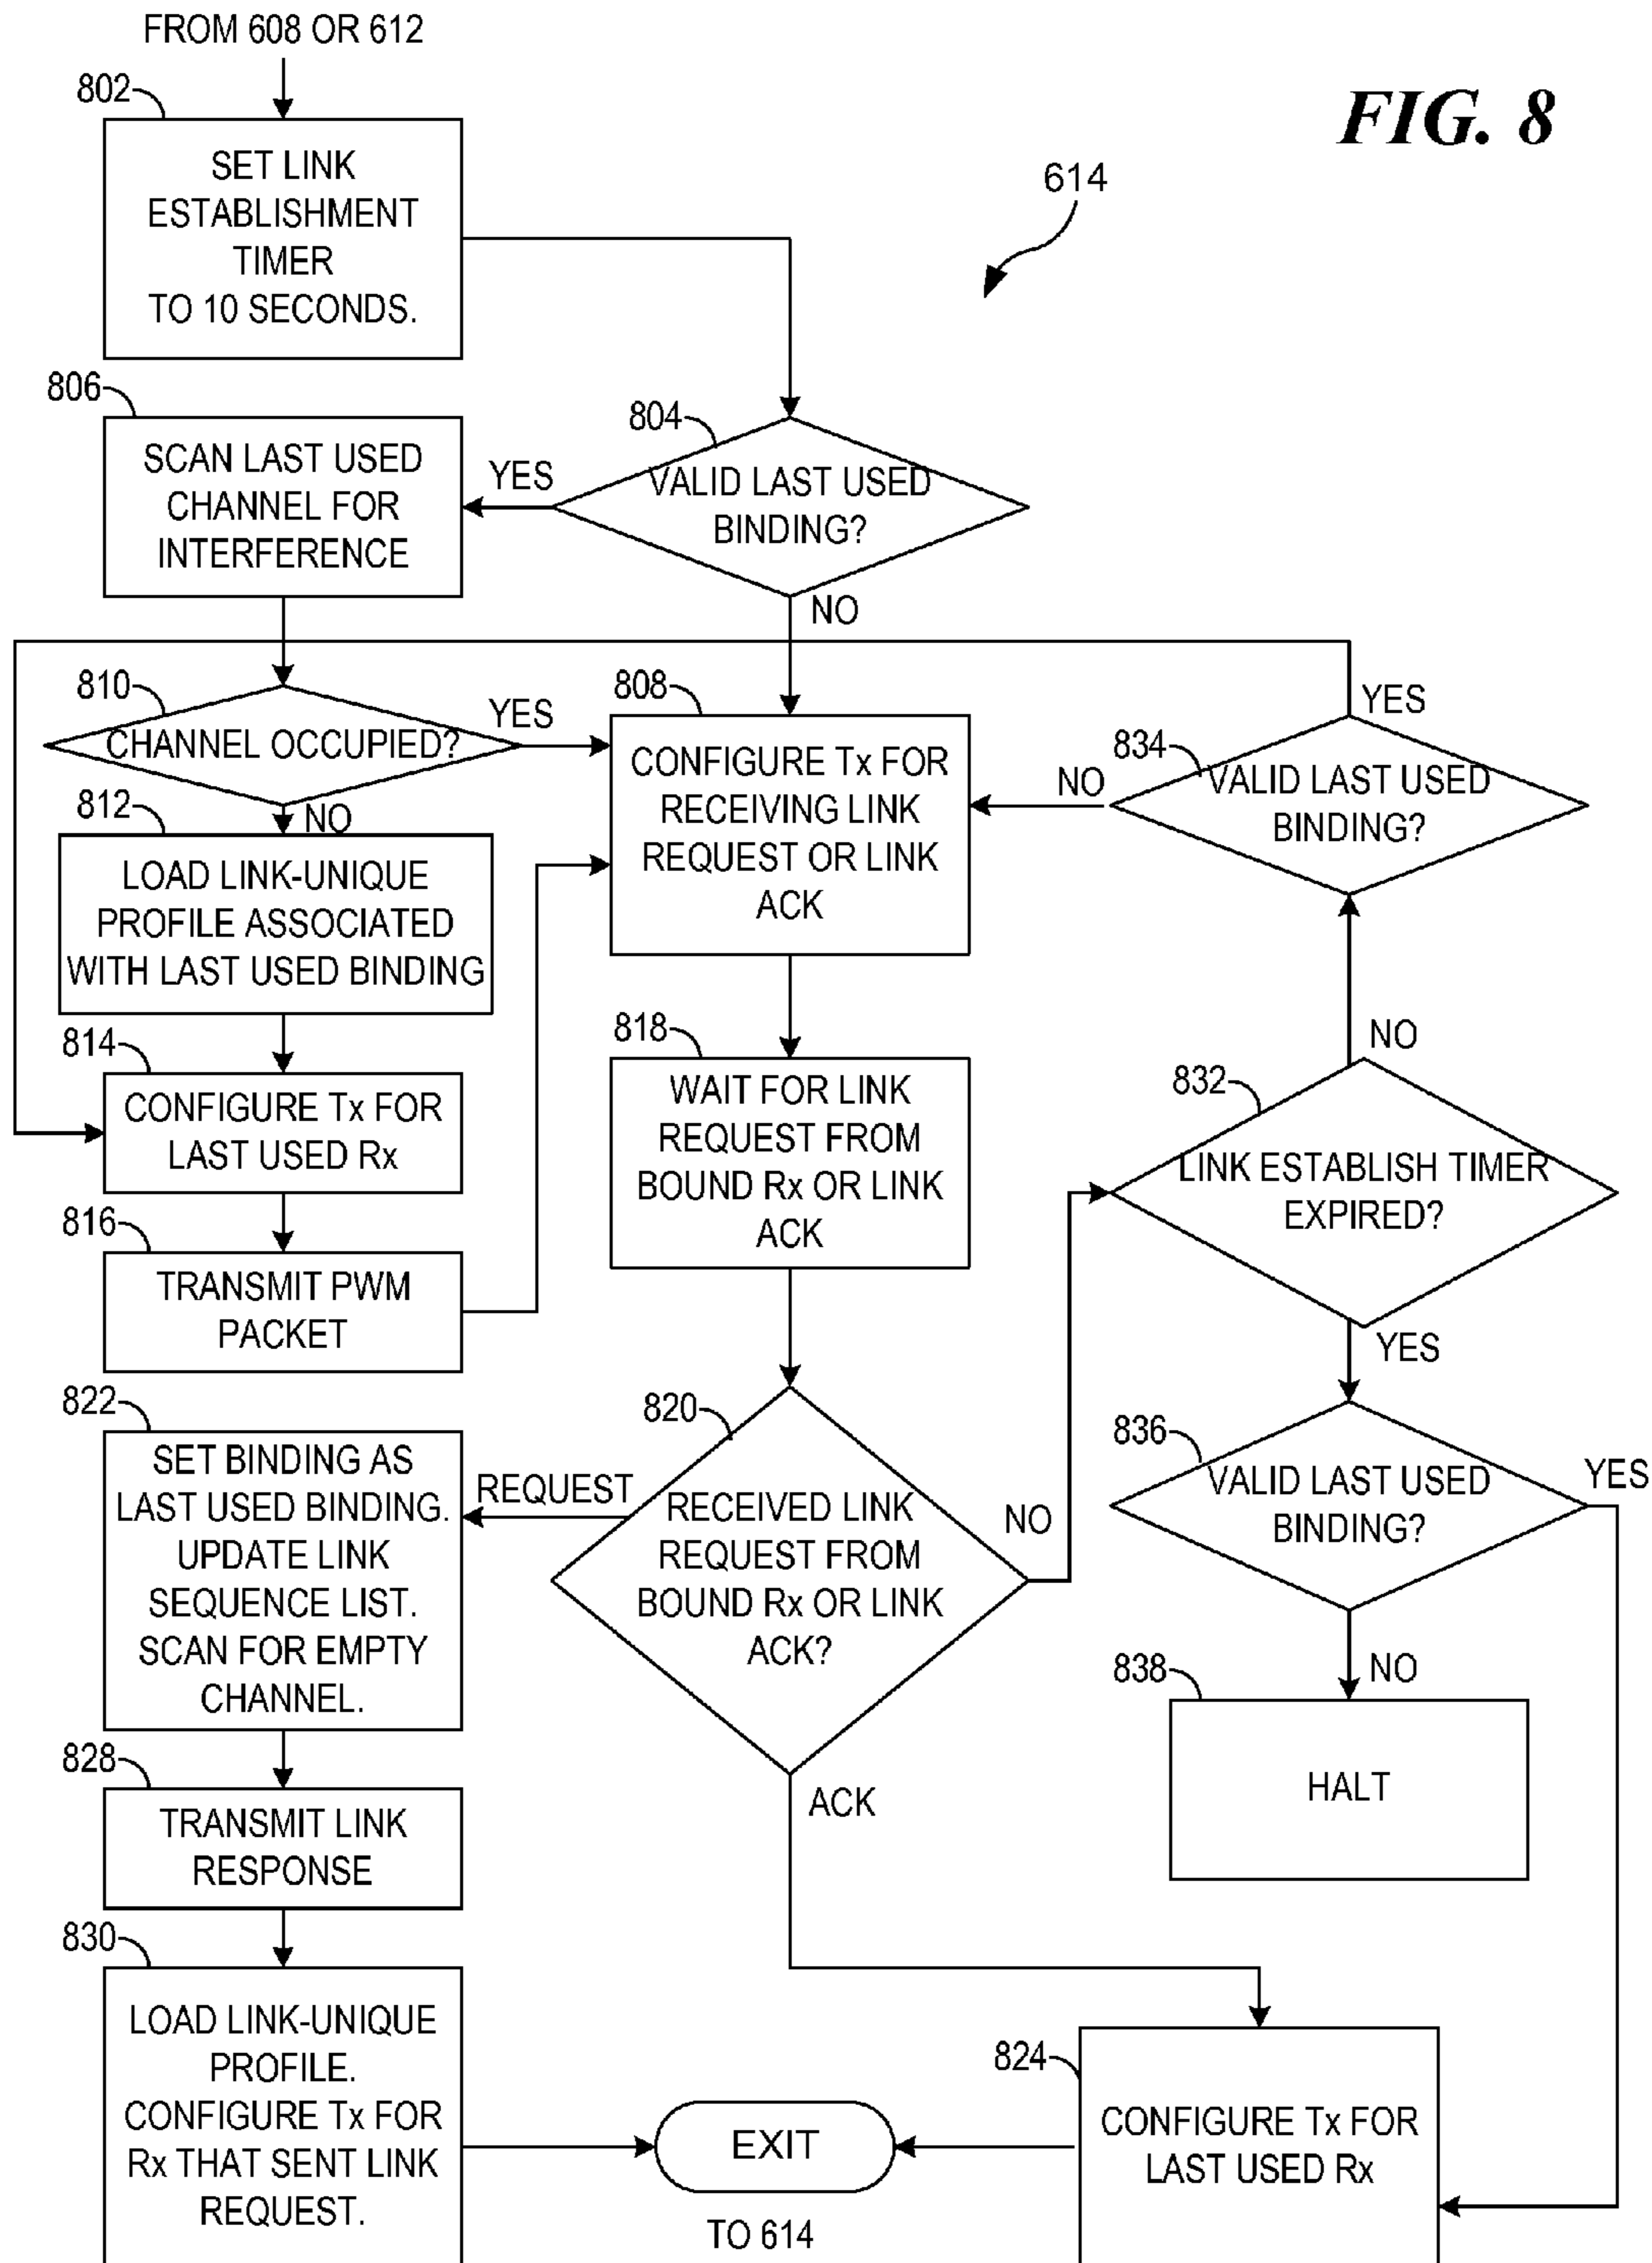 FROM 608 OR 612
FIG. 8
802
SET LINK
ESTABLISHMENT
TIMER
TO 10 SECONDS.
614
806
SCAN LAST USED
CHANNEL FOR
INTERFERENCE
YES
804
VALID LAST USED
BINDING?
NO
810
CHANNEL OCCUPIED?
YES
NO
808
CONFIGURE Tx FOR
RECEIVING LINK
REQUEST OR LINK
ACK
NO
834
VALID LAST USED
BINDING?
YES
812
LOAD LINK-UNIQUE
PROFILE ASSOCIATED
WITH LAST USED BINDING
814
CONFIGURE Tx FOR
LAST USED Rx
816
TRANSMIT PWM
PACKET
818
WAIT FOR LINK
REQUEST FROM
BOUND Rx OR LINK
ACK
NO
832
LINK ESTABLISH TIMER
EXPIRED?
YES
822
SET BINDING AS
LAST USED BINDING.
UPDATE LINK
SEQUENCE LIST.
SCAN FOR EMPTY
CHANNEL.
REQUEST
820
RECEIVED LINK
REQUEST FROM
BOUND Rx OR LINK
ACK?
NO
ACK
836
VALID LAST USED
BINDING?
YES
NO
838
HALT
828
TRANSMIT LINK
RESPONSE
830
LOAD LINK-UNIQUE
PROFILE.
CONFIGURE Tx FOR
Rx THAT SENT LINK
REQUEST.
EXIT
TO 614
824
CONFIGURE Tx FOR
LAST USED Rx